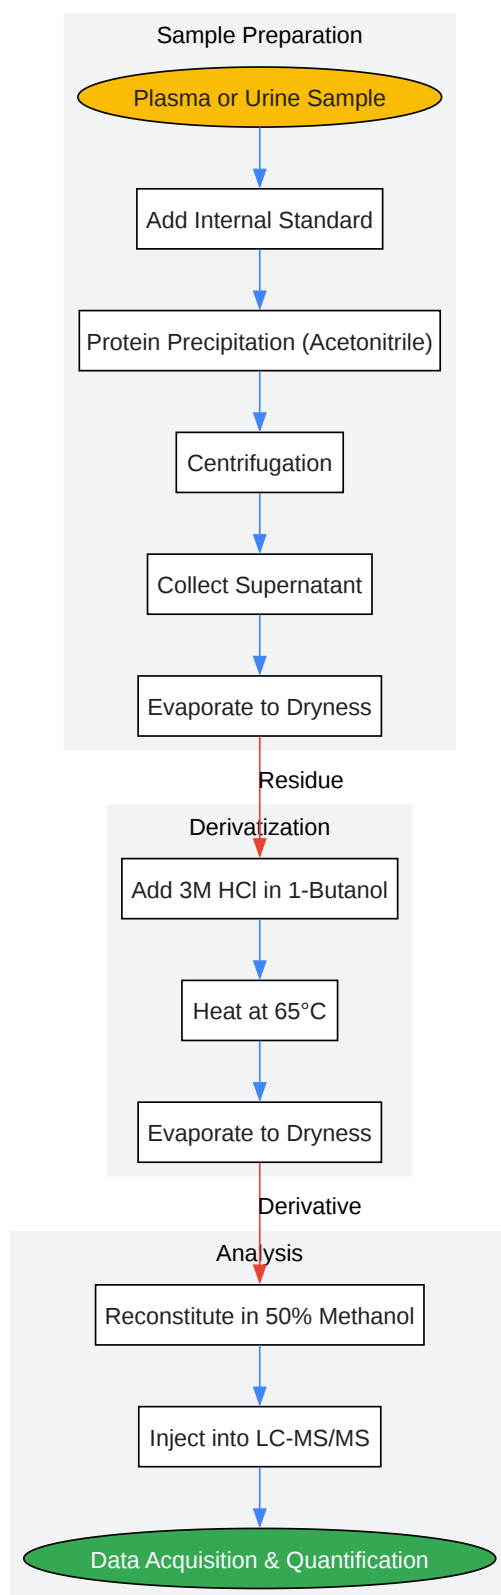 Sample Preparation
Plasma or Urine Sample
Add Internal Standard
Protein Precipitation (Acetonitrile)
Centrifugation
Collect Supernatant
Evaporate to Dryness
Residue
Derivatization
Add 3M HCl in 1-Butanol
Heat at 65°C
Evaporate to Dryness
Derivative
Analysis
Reconstitute in 50% Methanol
Inject into LC-MS/MS
Data Acquisition & Quantification